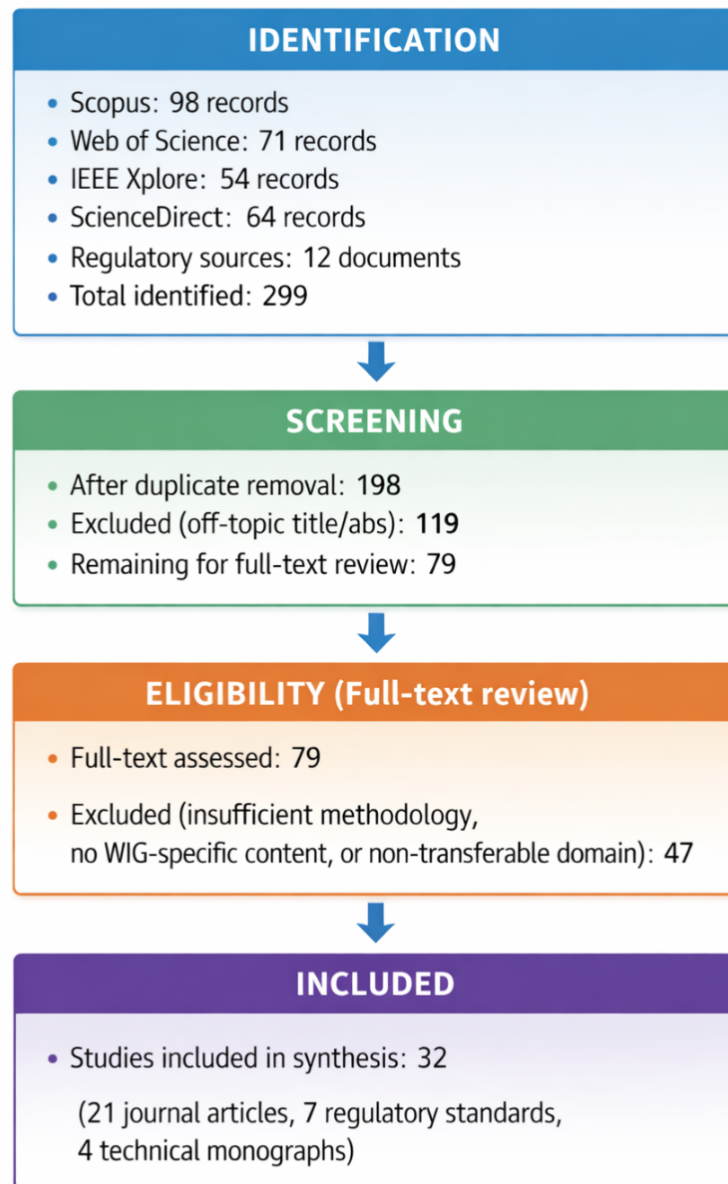 IDENTIFICATION
• Scopus: 98 records
• Web of Science: 71 records
• IEEE Xplore: 54 records
• ScienceDirect: 64 records
• Regulatory sources: 12 documents
• Total identified: 299
SCREENING
• After duplicate removal: 198
• Excluded (off-topic title/abs): 119
• Remaining for full-text review: 79
ELIGIBILITY (Full-text review)
• Full-text assessed: 79
• Excluded (insufficient methodology,
no WIG-specific content, or non-transferable domain): 47
INCLUDED
• Studies included in synthesis: 32
(21 journal articles, 7 regulatory standards,
4 technical monographs)